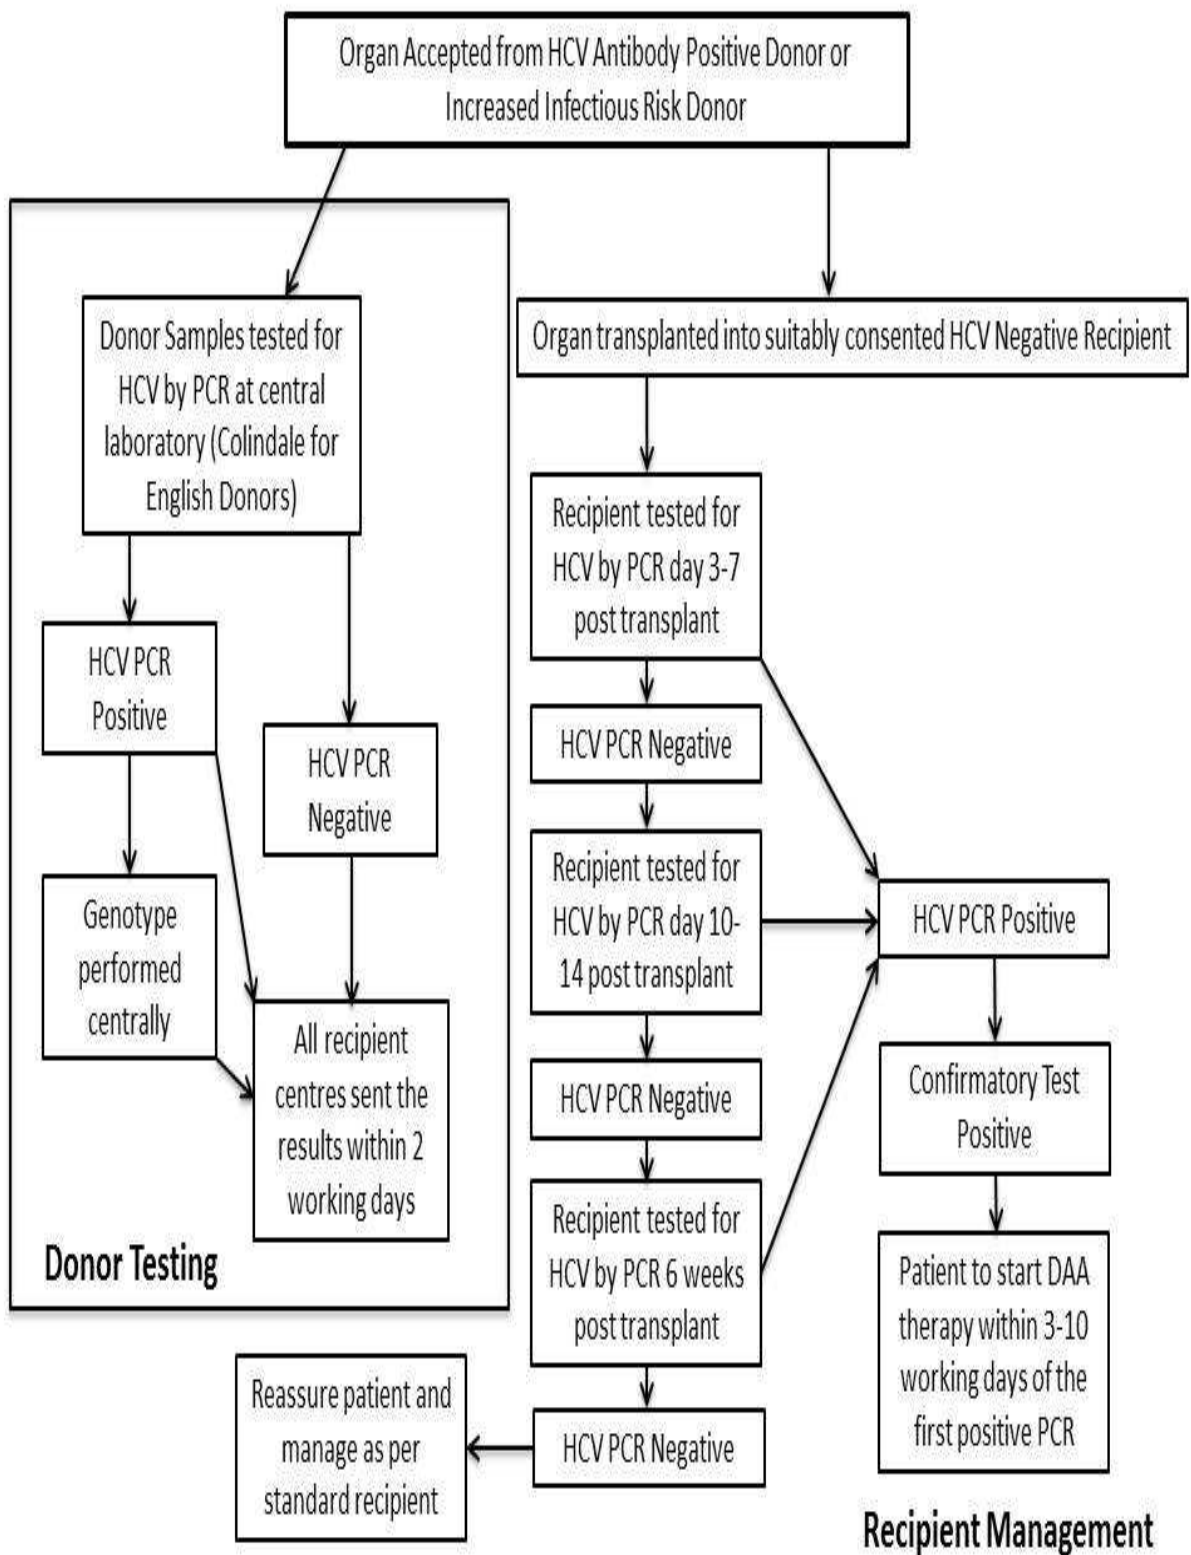 Organ Accepted from HCV Antibody Positive Donor or
Increased Infectious Risk Donor
Donor Samples tested for
HCV by PCR at central
laboratory (Colindale for
English Donors)
HCV PCR
Positive
HCV PCR
Negative
Genotype
performed
centrally
All recipient
centres sent the
results within 2
working days
Donor Testing
Organ transplanted into suitably consented HCV Negative Recipient
Recipient tested for
HCV by PCR day 3-7
post transplant
HCV PCR Negative
Recipient tested for
HCV by PCR day 10-
14 post transplant
HCV PCR Negative
Recipient tested for
HCV by PCR 6 weeks
post transplant
HCV PCR Negative
Reassure patient and
manage as per
standard recipient
HCV PCR Positive
Confirmatory Test
Positive
Patient to start DAA
therapy within 3-10
working days of the
first positive PCR
Recipient Management